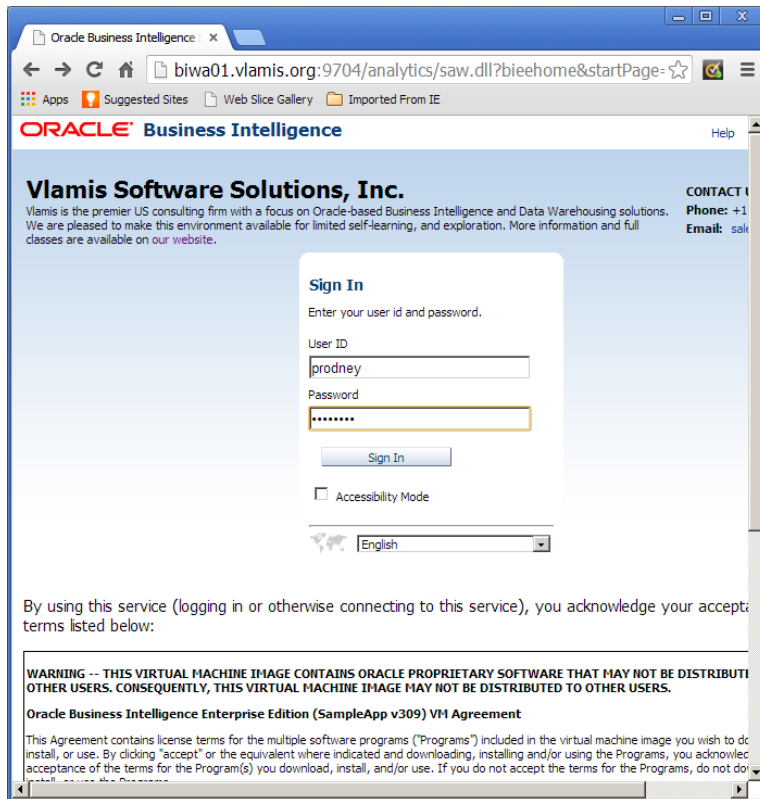 Oracle Business Intelligence
biwa01.vlamis.org:9704/analytics/saw.dll?bieehome&startPage=
Apps Suggested Sites Web Slice Gallery Imported From IE
ORACLE Business Intelligence
Help
Vlamis Software Solutions, Inc.
Vlamis is the premier US consulting firm with a focus on Oracle-based Business Intelligence and Data Warehousing solutions.
We are pleased to make this environment available for limited self-learning, and exploration. More information and full
classes are available on our website.
CONTACT
Phone: +1
Email:
Sign In
Enter your user id and password.
User ID
prodney
Password
••••••••
Sign In
Accessibility Mode
English
By using this service (logging in or otherwise connecting to this service), you acknowledge your
terms listed below:
WARNING -- THIS VIRTUAL MACHINE IMAGE CONTAINS ORACLE PROPRIETARY SOFTWARE THAT MAY NOT BE
OTHER USERS. CONSEQUENTLY, THIS VIRTUAL MACHINE IMAGE MAY NOT BE DISTRIBUTED TO OTHER USERS.
Oracle Business Intelligence Enterprise Edition (SampleApp v309) VM Agreement
This Agreement contains license terms for the multiple software programs ("Programs") included in the virtual machine image you wish to
install, or use. By clicking "accept" or the equivalent where indicated and downloading, installing and/or using the Programs, you
acceptance of the terms for the Program(s) you download, install, and/or use. If you do not accept the terms for the Programs, do not